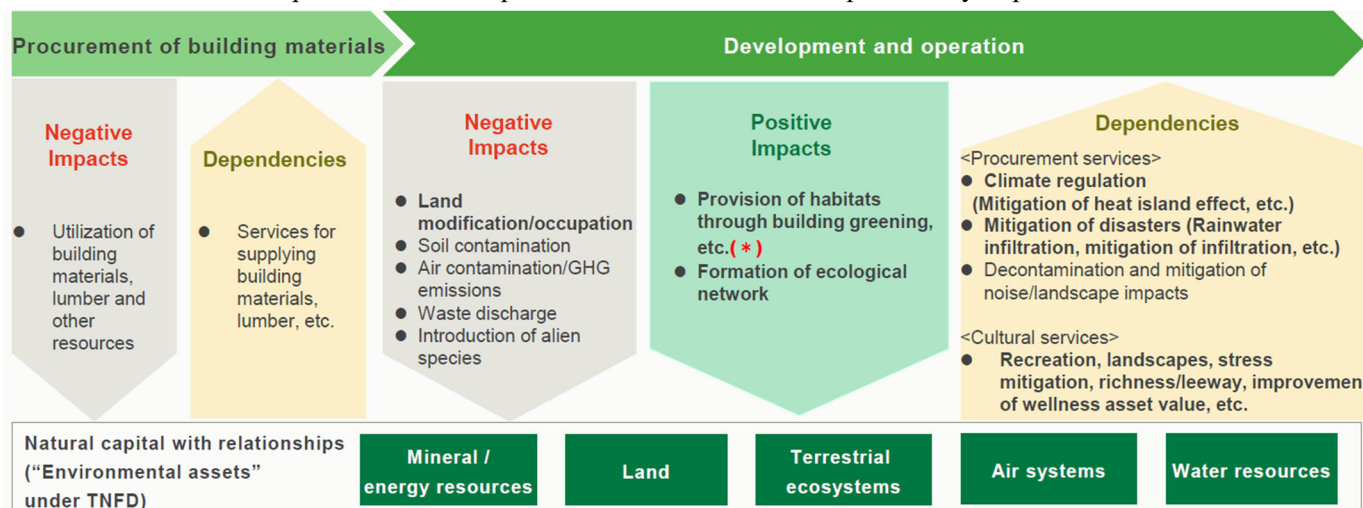 Procurement of building materials
Development and operation
Negative
Impacts
● Utilization of
building
materials,
lumber and
other
resources
Dependencies
● Services for
supplying
building
materials,
lumber, etc.
Negative
Impacts
● Land
modification/occupation
● Soil contamination
● Air contamination/GHG
emissions
● Waste discharge
● Introduction of alien
species
Positive
Impacts
● Provision of habitats
through building greening,
etc.(*)
● Formation of ecological
network
Dependencies
<Procurement services>
● Climate regulation
(Mitigation of heat island effect, etc.)
● Mitigation of disasters (Rainwater
infiltration, mitigation of infiltration, etc.)
● Decontamination and mitigation of
noise/landscape impacts
<Cultural services>
● Recreation, landscapes, stress
mitigation, richness/leeway, improvemen
of wellness asset value, etc.
Natural capital with relationships
(“Environmental assets”
under TNFD)
Mineral /
energy resources
Land
Terrestrial
ecosystems
Air systems
Water resources